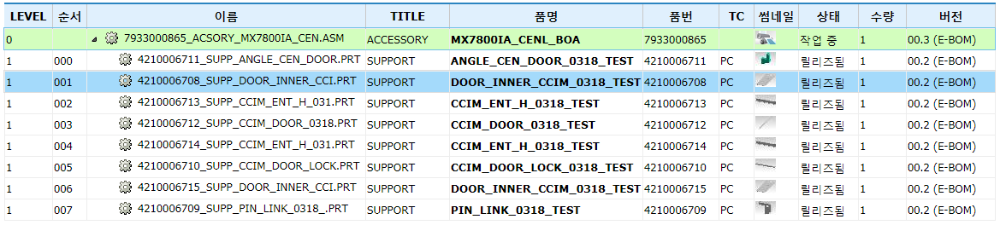 LEVEL 순서 이름 TITLE 품명 품번 TC 썸네일 상태 수량 버전
0 7933000865_ACSORY_MX7800IA_CEN.ASM ACCESSORY MX7800IA_CENL_BOA 7933000865 작업 중 1 00.3 (E-BOM)
1 000 4210006711_SUPP_ANGLE_CEN_DOOR.PRT SUPPORT ANGLE_CEN_DOOR_0318_TEST 4210006711 PC 릴리즈됨 1 00.2 (E-BOM)
1 001 4210006708_SUPP_DOOR_INNER_CCI.PRT SUPPORT DOOR_INNER_CCIM_0318_TEST 4210006708 PC 릴리즈됨 1 00.2 (E-BOM)
1 002 4210006713_SUPP_CCIM_ENT_H_031.PRT SUPPORT CCIM_ENT_H_0318_TEST 4210006713 PC 릴리즈됨 1 00.2 (E-BOM)
1 003 4210006712_SUPP_CCIM_DOOR_0318.PRT SUPPORT CCIM_DOOR_0318_TEST 4210006712 PC 릴리즈됨 1 00.2 (E-BOM)
1 004 4210006714_SUPP_CCIM_ENT_H_031.PRT SUPPORT CCIM_ENT_H_0318_TEST 4210006714 PC 릴리즈됨 1 00.2 (E-BOM)
1 005 4210006710_SUPP_CCIM_DOOR_LOCK.PRT SUPPORT CCIM_DOOR_LOCK_0318_TEST 4210006710 PC 릴리즈됨 1 00.2 (E-BOM)
1 006 4210006715_SUPP_DOOR_INNER_CCI.PRT SUPPORT DOOR_INNER_CCIM_0318_TEST 4210006715 PC 릴리즈됨 1 00.2 (E-BOM)
1 007 4210006709_SUPP_PIN_LINK_0318_.PRT SUPPORT PIN_LINK_0318_TEST 4210006709 PC 릴리즈됨 1 00.2 (E-BOM)